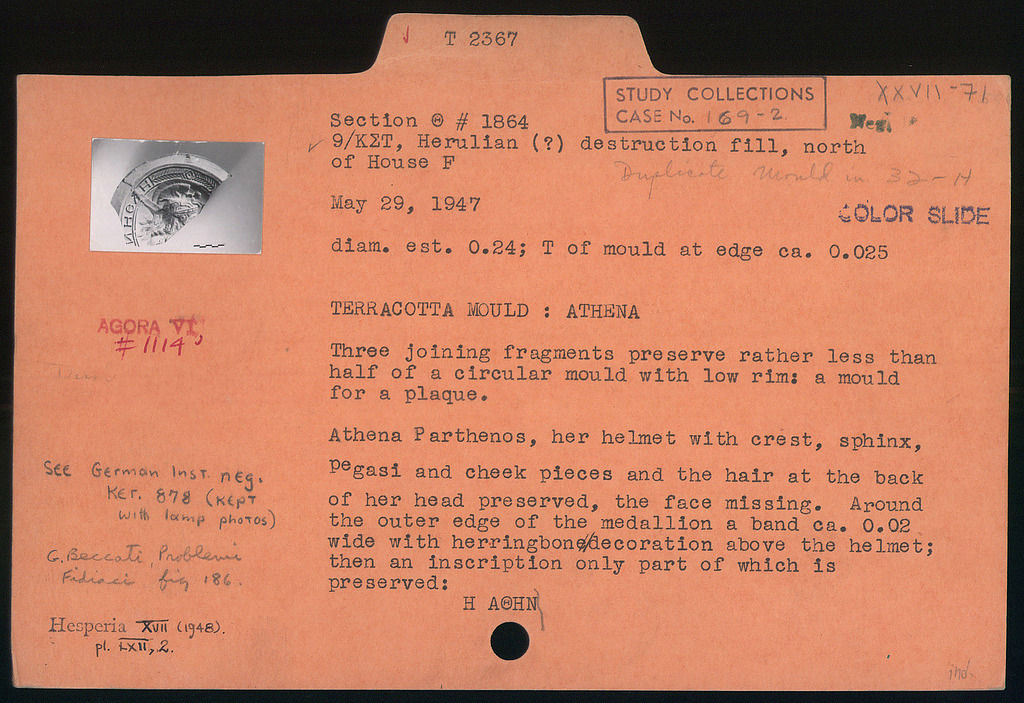 T 2367
STUDY COLLECTIONS
CASE No. 169-2
XXVII-71
Neg.
Section Θ # 1864
9/ΚΣΤ, Herulian (?) destruction fill, north
of House F
Duplicate mould in 32-H
May 29, 1947
COLOR SLIDE
diam. est. 0.24; T of mould at edge ca. 0.025
TERRACOTTA MOULD : ATHENA
AGORA VI,
#1114
Three joining fragments preserve rather less than
half of a circular mould with low rim: a mould
for a plaque.
Athena Parthenos, her helmet with crest, sphinx,
pegasi and cheek pieces and the hair at the back
of her head preserved, the face missing. Around
the outer edge of the medallion a band ca. 0.02
wide with herringbone/decoration above the helmet;
then an inscription only part of which is
preserved:
Η ΑΘΗΝ
See German Inst. neg.
Ker. 878 (kept
with lamp photos)
G. Beccati, Problemi
Fidiaci fig 186.
Hesperia XVII (1948).
pl. LXII, 2.
ind.